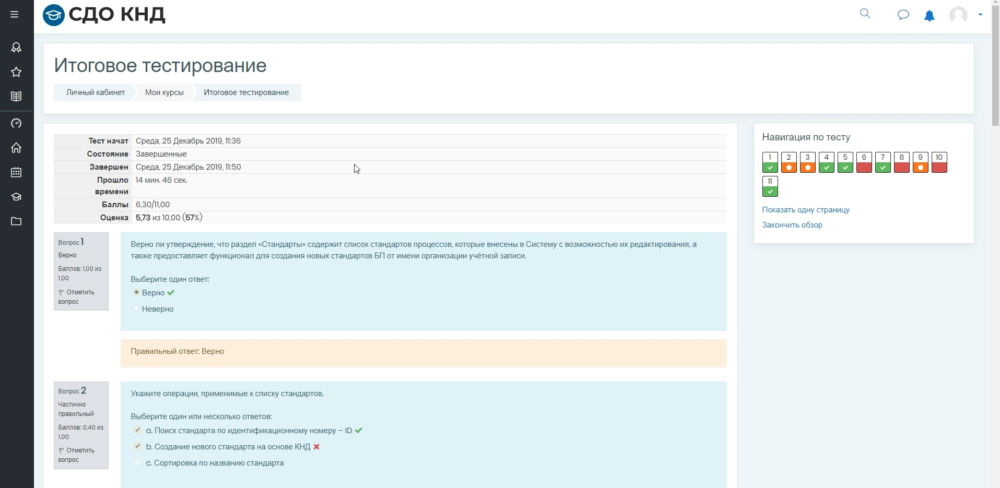 СДО КНД
Итоговое тестирование
Личный кабинет
Мои курсы
Итоговое тестирование
Тест начат Среда, 25 Декабрь 2019, 11:36
Состояние Завершенные
Завершен Среда, 25 Декабрь 2019, 11:50
Прошло 14 мин. 46 сек.
времени
Баллы 6,30/11,00
Оценка 5,73 из 10,00 (57%)
Вопрос 1
Верно
Баллов: 1,00 из
1,00
Отметить
вопрос
Верно ли утверждение, что раздел «Стандарты» содержит список стандартов процессов, которые внесены в Систему с возможностью их редактирования, а
также предоставляет функционал для создания новых стандартов БП от имени организации учётной записи.
Выберите один ответ:
Верно
Неверно
Правильный ответ: Верно
Вопрос 2
Частично
правильный
Баллов: 0,40 из
1,00
Отметить
вопрос
Укажите операции, применимые к списку стандартов.
Выберите один или несколько ответов:
a. Поиск стандарта по идентификационному номеру – ID
b. Создание нового стандарта на основе КНД
c. Сортировка по названию стандарта
Навигация по тесту
1 2 3 4 5 6 7 8 9 10
11
Показать одну страницу
Закончить обзор